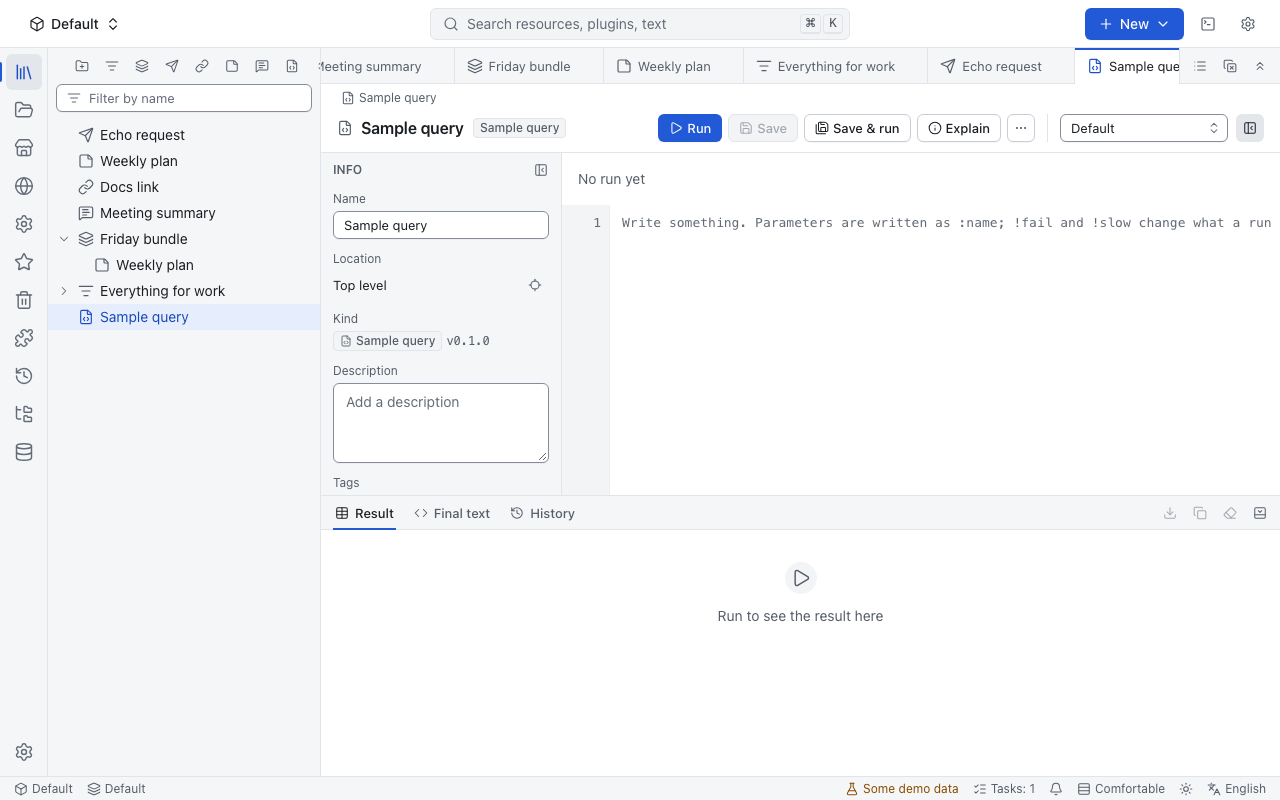 Default
Search resources, plugins, text
⌘ K
New
Meeting summary
Friday bundle
Weekly plan
Everything for work
Echo request
Sample que
Filter by name
Echo request
Weekly plan
Docs link
Meeting summary
Friday bundle
Weekly plan
Everything for work
Sample query
Sample query
Sample query
Sample query
Run
Save
Save & run
Explain
Default
INFO
Name
Sample query
Location
Top level
Kind
Sample query v0.1.0
Description
Add a description
Tags
No run yet
1
Write something. Parameters are written as :name; !fail and !slow change what a run
Result
Final text
History
Run to see the result here
Default
Default
Some demo data
Tasks: 1
Comfortable
English